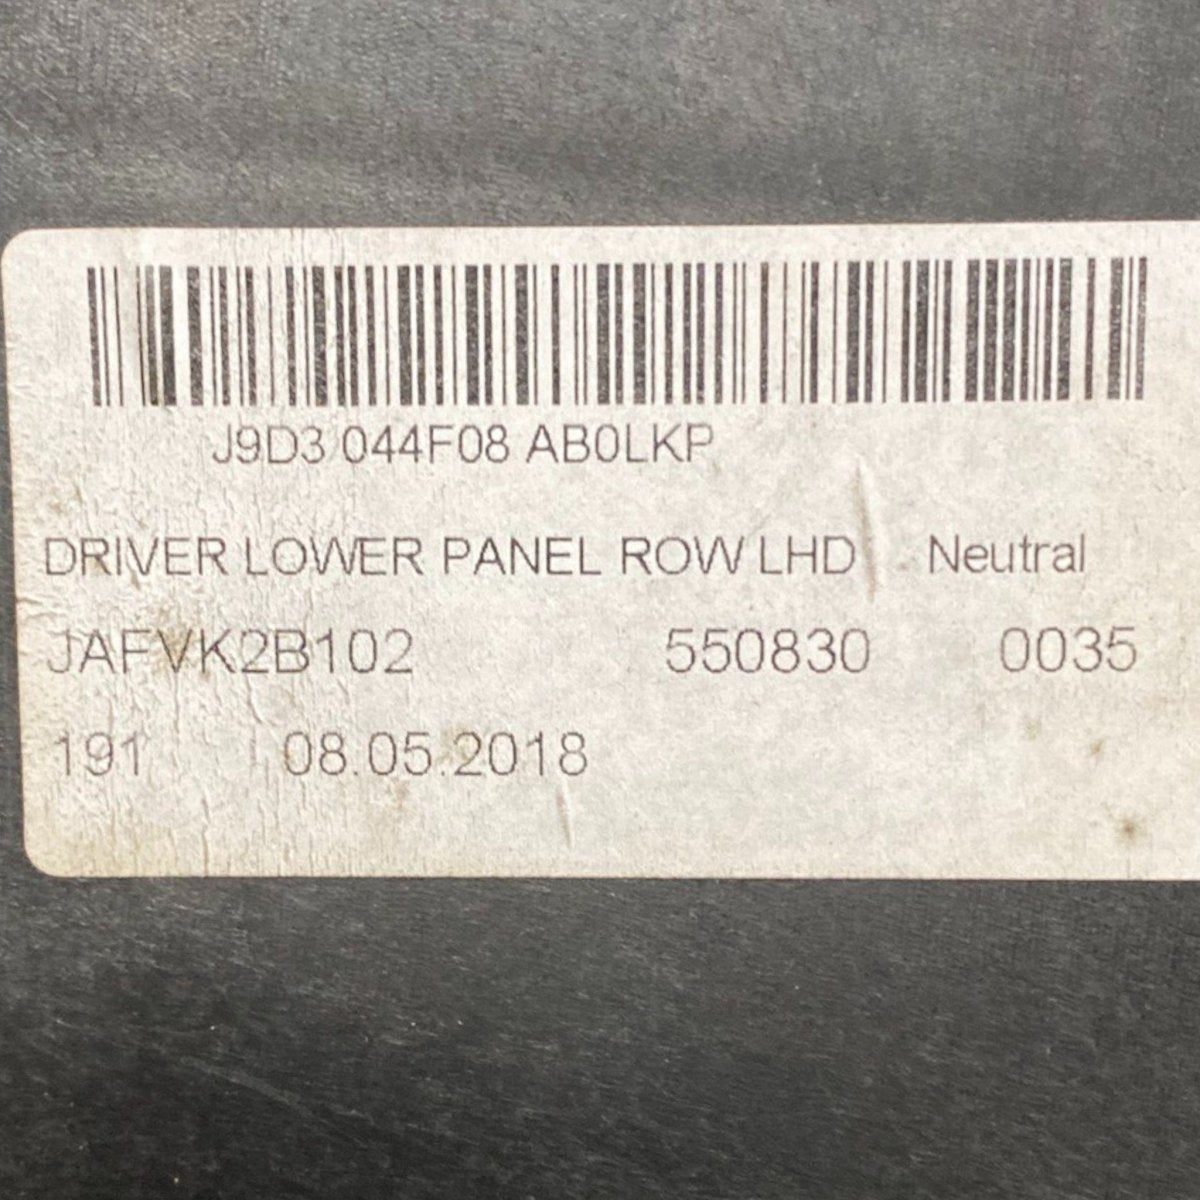 J9D3 044F08 AB0LKP
DRIVER LOWER PANEL ROW LHD Neutral
JAFVK2B102 550830 0035
191 08.05.2018